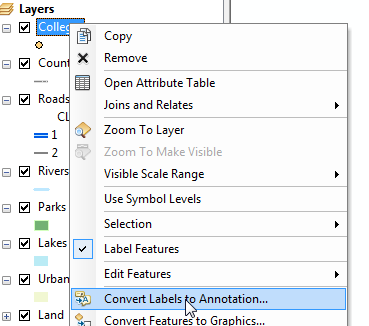 Layers
Colleg
Copy
Remove
Count
Open Attribute Table
Roads
Joins and Relates
CL
Zoom To Layer
1
2
Zoom To Make Visible
Rivers
Visible Scale Range
Use Symbol Levels
Parks
Selection
Lakes
Label Features
Edit Features
Urban
Convert Labels to Annotation...
Land
Convert Features to Graphics...